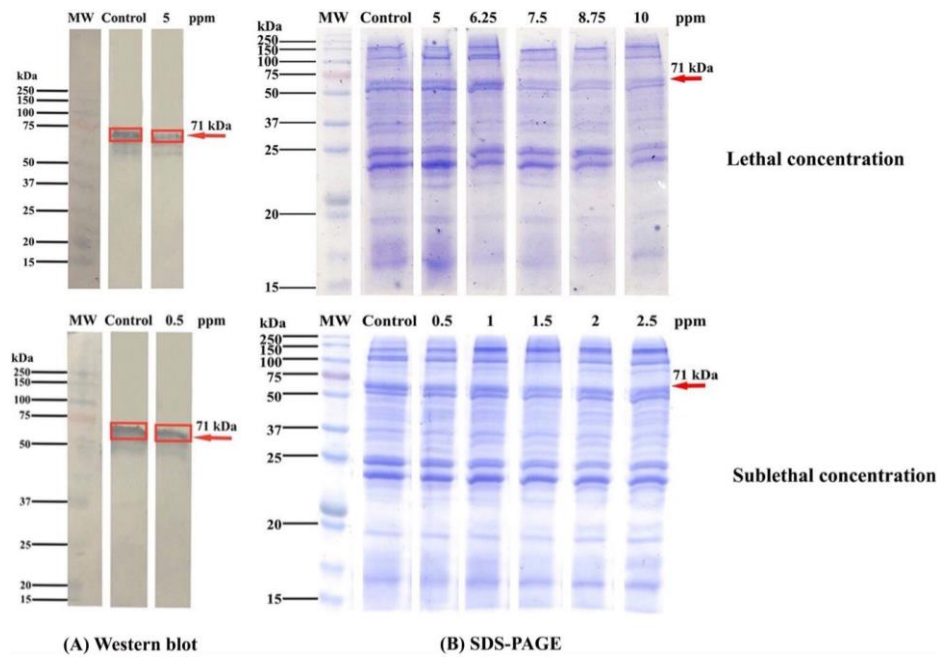 MW Control 5 ppm
kDa
250
150
100
75
71 kDa
50
37
25
20
15
MW Control 5 6.25 7.5 8.75 10 ppm
kDa
250
150
100
75
71 kDa
50
37
25
20
15
Lethal concentration
MW Control 0.5 ppm
kDa
250
150
100
75
71 kDa
50
37
25
20
15
MW Control 0.5 1 1.5 2 2.5 ppm
kDa
250
150
100
75
71 kDa
50
37
25
20
15
Sublethal concentration
(A) Western blot
(B) SDS-PAGE